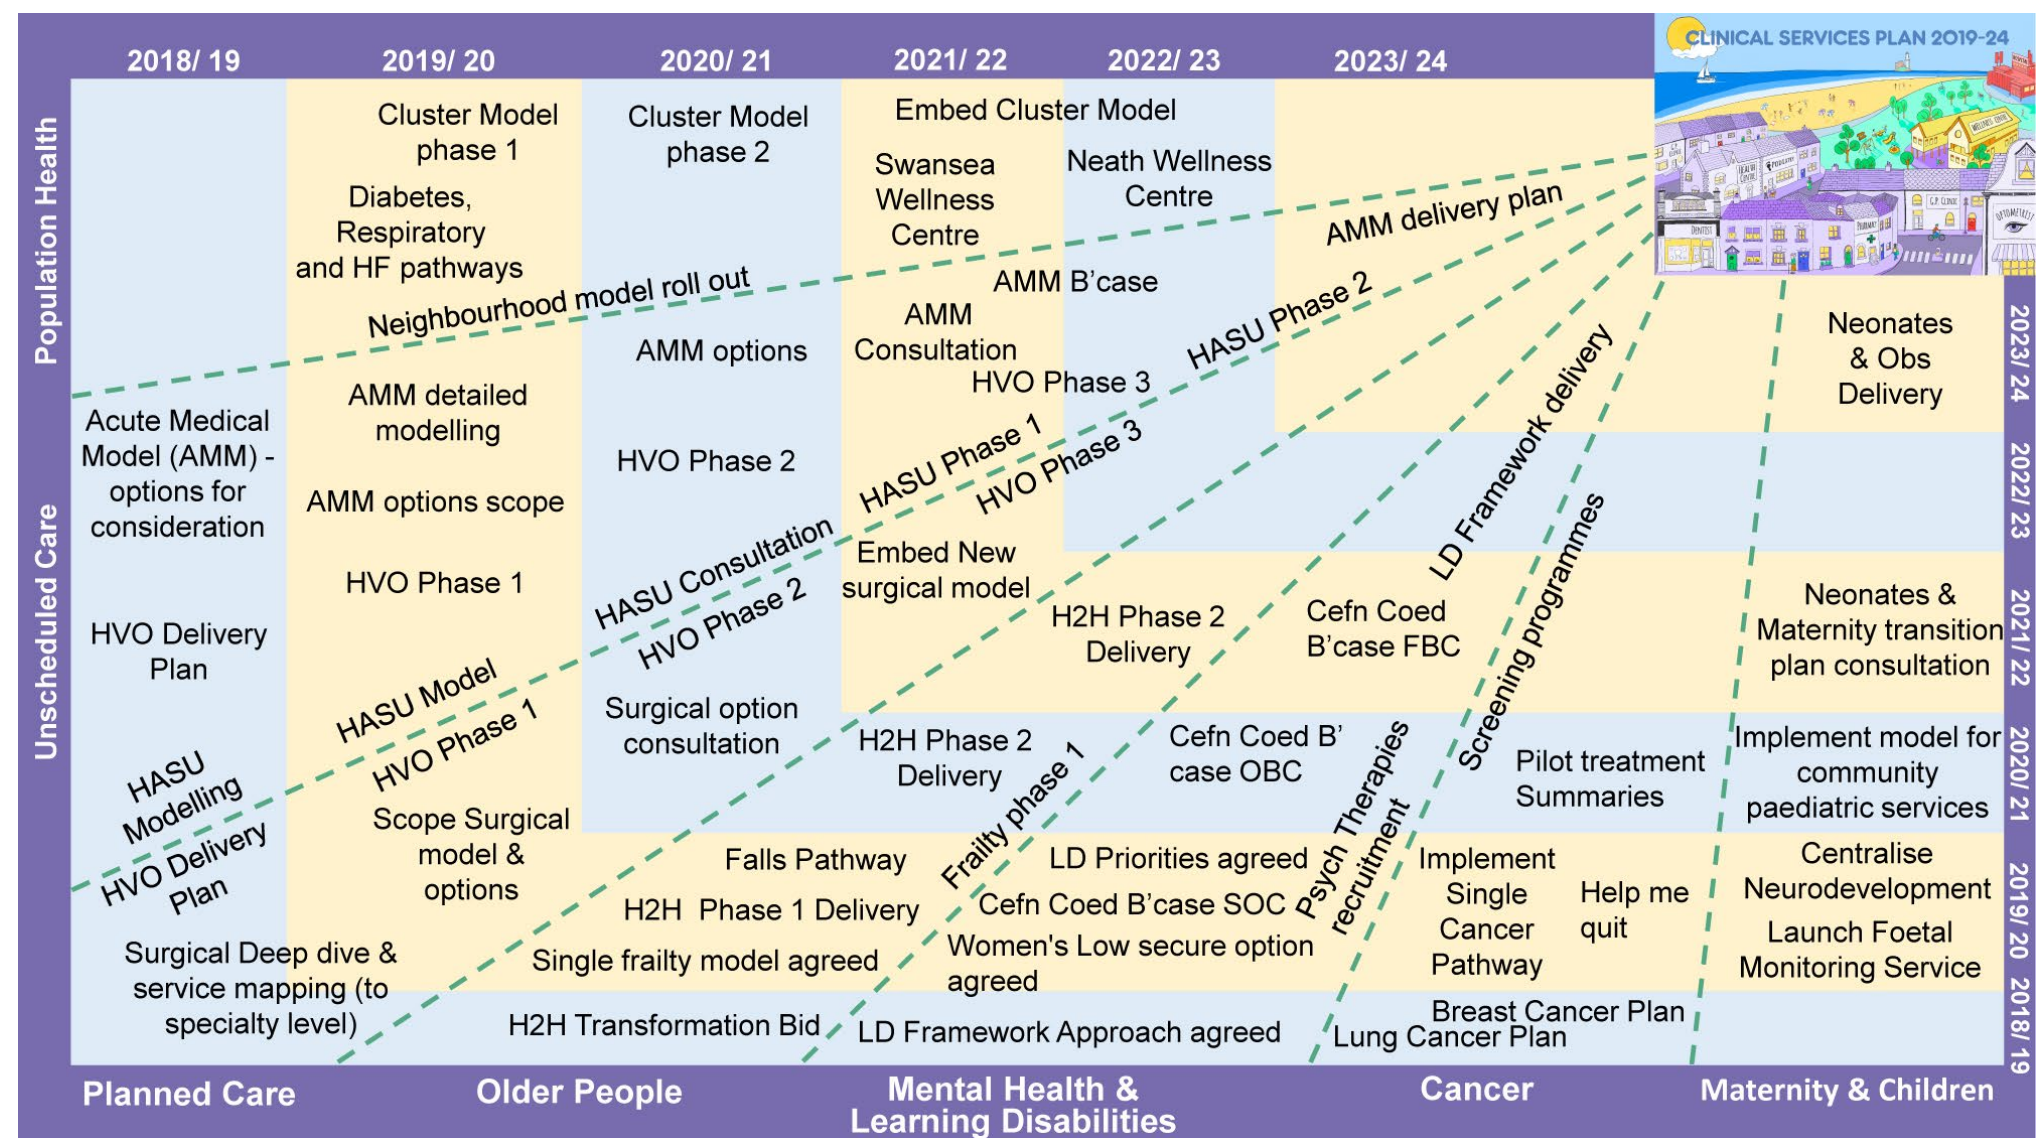 2018/ 19
2019/ 20
2020/ 21
2021/ 22
2022/ 23
2023/ 24
CLINICAL SERVICES PLAN 2019-24
Population Health
Unscheduled Care
Cluster Model
phase 1
Cluster Model
phase 2
Embed Cluster Model
Diabetes,
Respiratory
and HF pathways
Swansea
Wellness
Centre
Neath Wellness
Centre
Neighbourhood model roll out
AMM delivery plan
AMM B'case
AMM
Consultation
AMM options
HASU Phase 2
HVO Phase 3
Acute Medical
Model (AMM) -
options for
consideration
AMM detailed
modelling
AMM options scope
HVO Phase 2
HASU Phase 1
HVO Phase 3
HVO Phase 1
HASU Consultation
HVO Phase 2
Embed New
surgical model
HVO Delivery
Plan
HASU Model
HVO Phase 1
Surgical option
consultation
HASU
Modelling
HVO Delivery
Plan
Scope Surgical
model &
options
Surgical Deep dive &
service mapping (to
specialty level)
H2H Phase 2
Delivery
H2H Phase 2
Delivery
Falls Pathway
H2H Phase 1 Delivery
Single frailty model agreed
H2H Transformation Bid
Frailty phase 1
LD Framework delivery
Cefn Coed
B'case FBC
Cefn Coed B'
case OBC
LD Priorities agreed
Cefn Coed B'case SOC
Women's Low secure option
agreed
LD Framework Approach agreed
Psych Therapies
recruitment
Screening programmes
Pilot treatment
Summaries
Implement
Single
Cancer
Pathway
Help me
quit
Breast Cancer Plan
Lung Cancer Plan
Neonates
& Obs
Delivery
Neonates &
Maternity transition
plan consultation
Implement model for
community
paediatric services
Centralise
Neurodevelopment
Launch Foetal
Monitoring Service
2023/ 24
2022/ 23
2021/ 22
2020/ 21
2019/ 20
2018/ 19
Planned Care
Older People
Mental Health &
Learning Disabilities
Cancer
Maternity & Children
HEALTH
CENTRE
WELLNESS CENTRE
G.P. CLINIC
DENTIST
PHARMACY
OPTOMETRIST